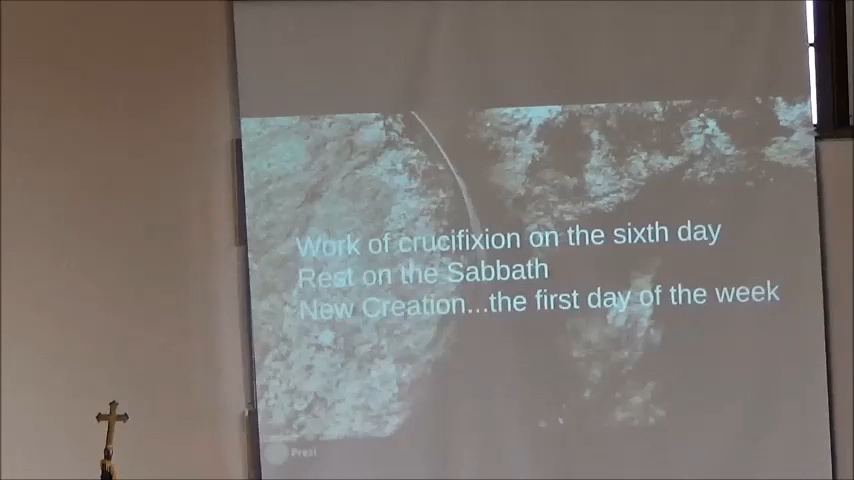 Work of crucifixion on the sixth day
Rest on the Sabbath
New Creation...the first day of the week
Prezi